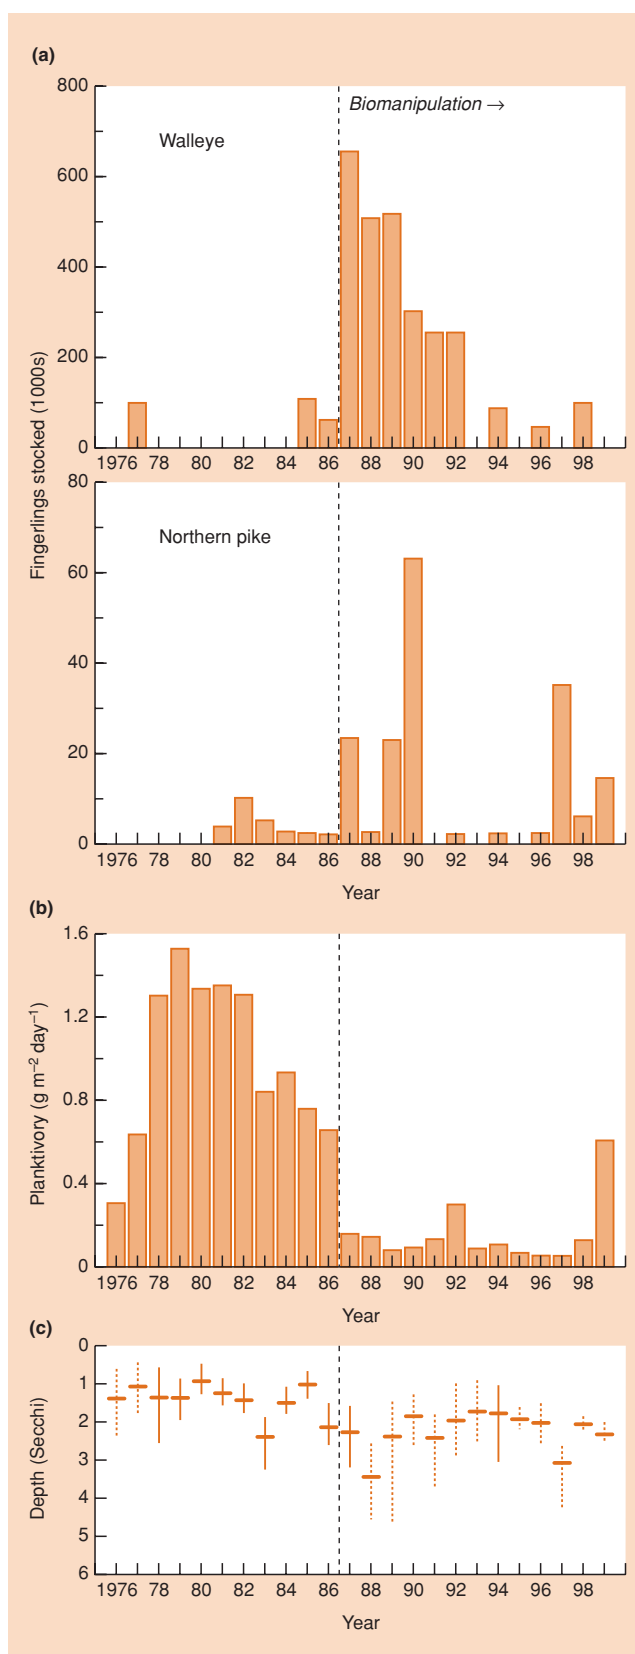 (a)
800
Biomanipulation →
Walleye
600
400
200
0
1976 78 80 82 84 86 88 90 92 94 96 98
Fingerlings stocked (1000s)
80
Northern pike
60
40
20
0
1976 78 80 82 84 86 88 90 92 94 96 98
Year
(b)
1.6
1.2
0.8
0.4
0
Planktivory (g m⁻² day⁻¹)
1976 78 80 82 84 86 88 90 92 94 96 98
Year
(c)
0
1
2
3
4
5
6
Depth (Secchi)
1976 78 80 82 84 86 88 90 92 94 96 98
Year